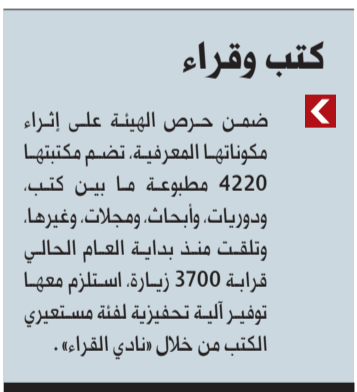 كتب وقراء
ضمن حرص الهيئة على إثراء
مكوناتها المعرفية، تضم مكتبتها
4220 مطبوعة ما بين كتب،
ودوريات، وأبحاث، ومجلات، وغيرها،
وتلقت منذ بداية العام الحالي
قرابة 3700 زيارة، استلزم معها
توفير آلية تحفيزية لفئة مستعيري
الكتب من خلال «نادي القراء».